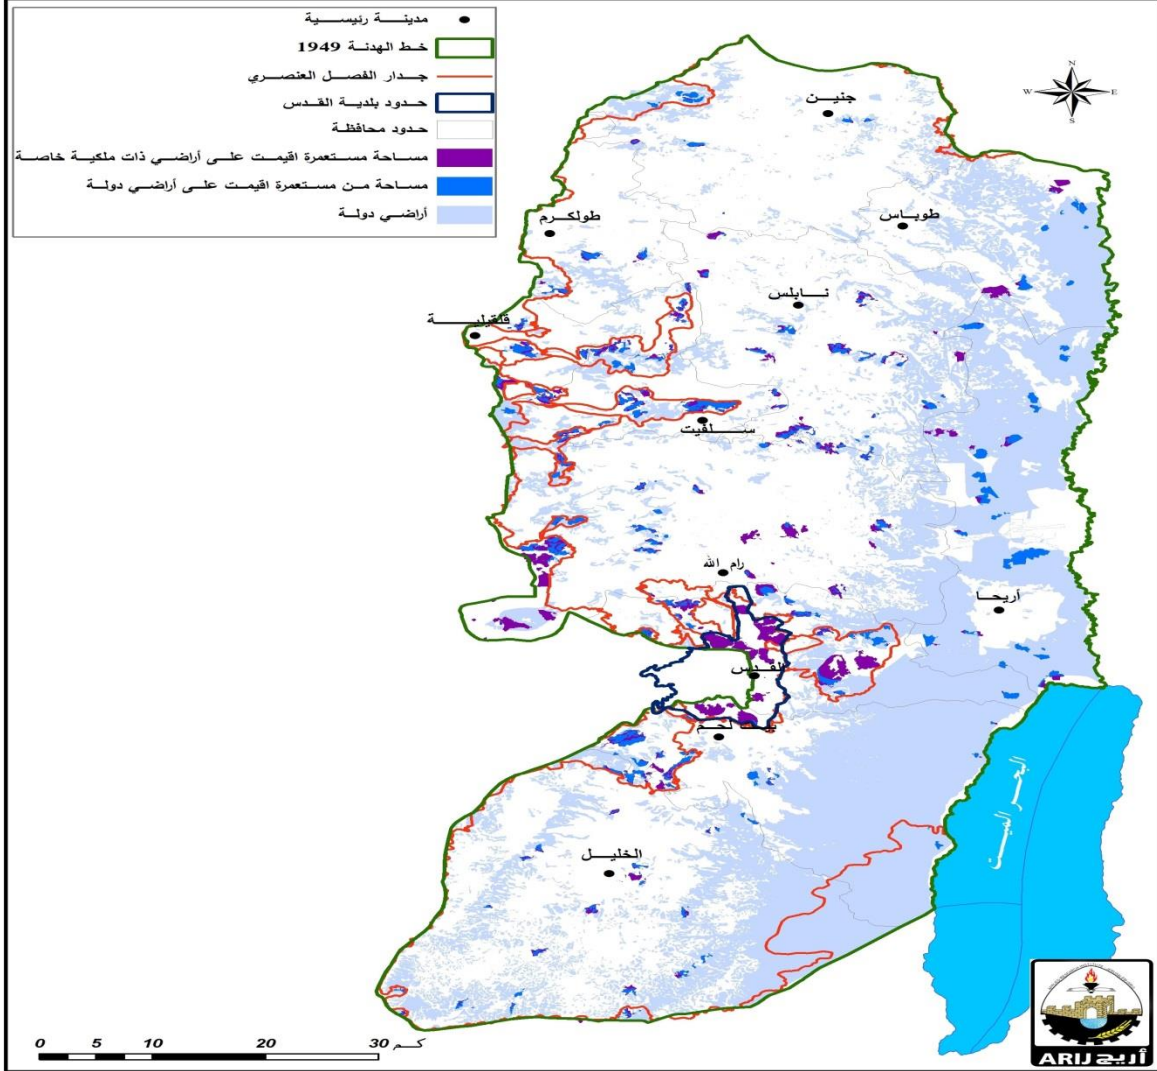 مدينة رئيسية
خط الهدنة 1949
جدار الفصل العنصري
حدود بلدية القدس
حدود محافظة
مساحة مستعمرة اقيمت على أراضي ذات ملكية خاصة
مساحة من مستعمرة اقيمت على أراضي دولة
أراضي دولة
N
W E
S
جنين
طوباس
طولكرم
نابلس
قلقيلية
سلفيت
رام الله
أريحا
القدس
بيت لحم
البحر الميت
الخليل
0 5 10 20 30 كم
أريج ARIJ